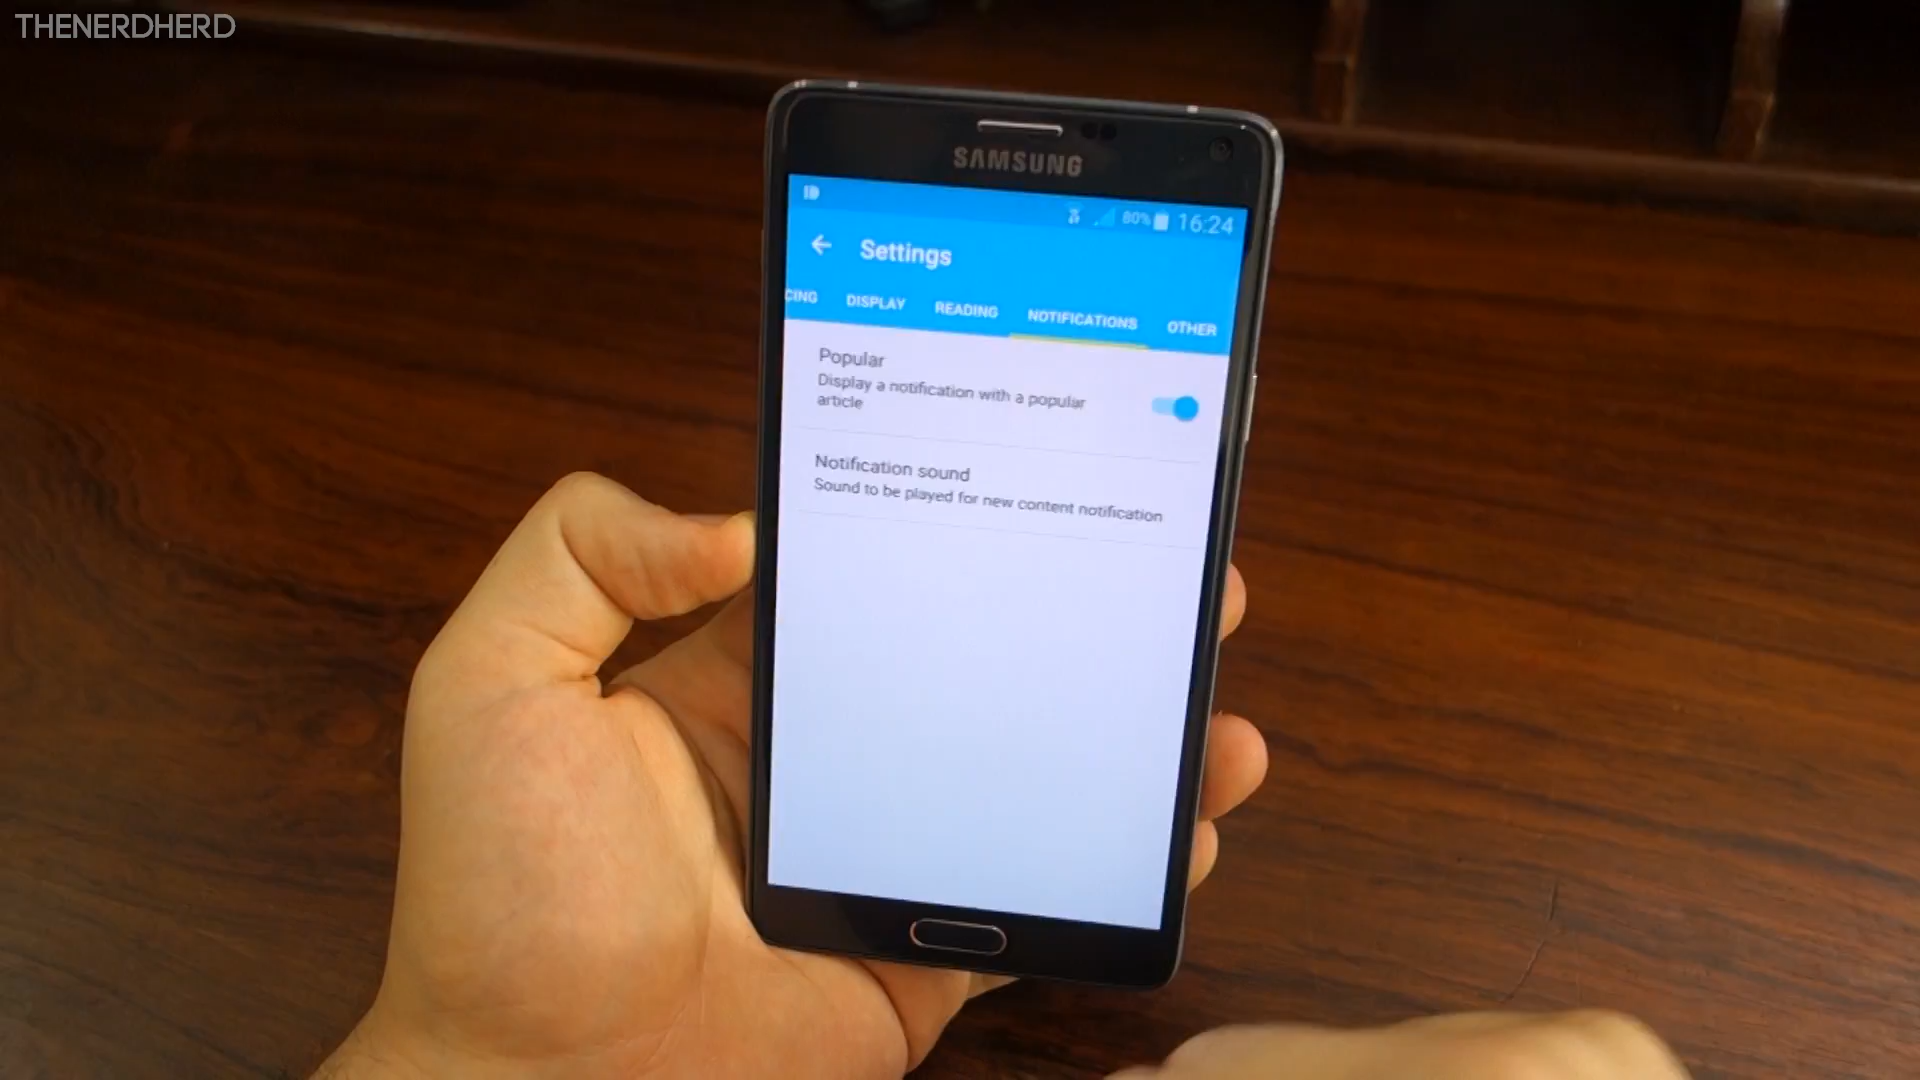 THENERDHERD
SAMSUNG
80% 16:24
Settings
CING DISPLAY READING NOTIFICATIONS OTHER
Popular
Display a notification with a popular
article
Notification sound
Sound to be played for new content notification